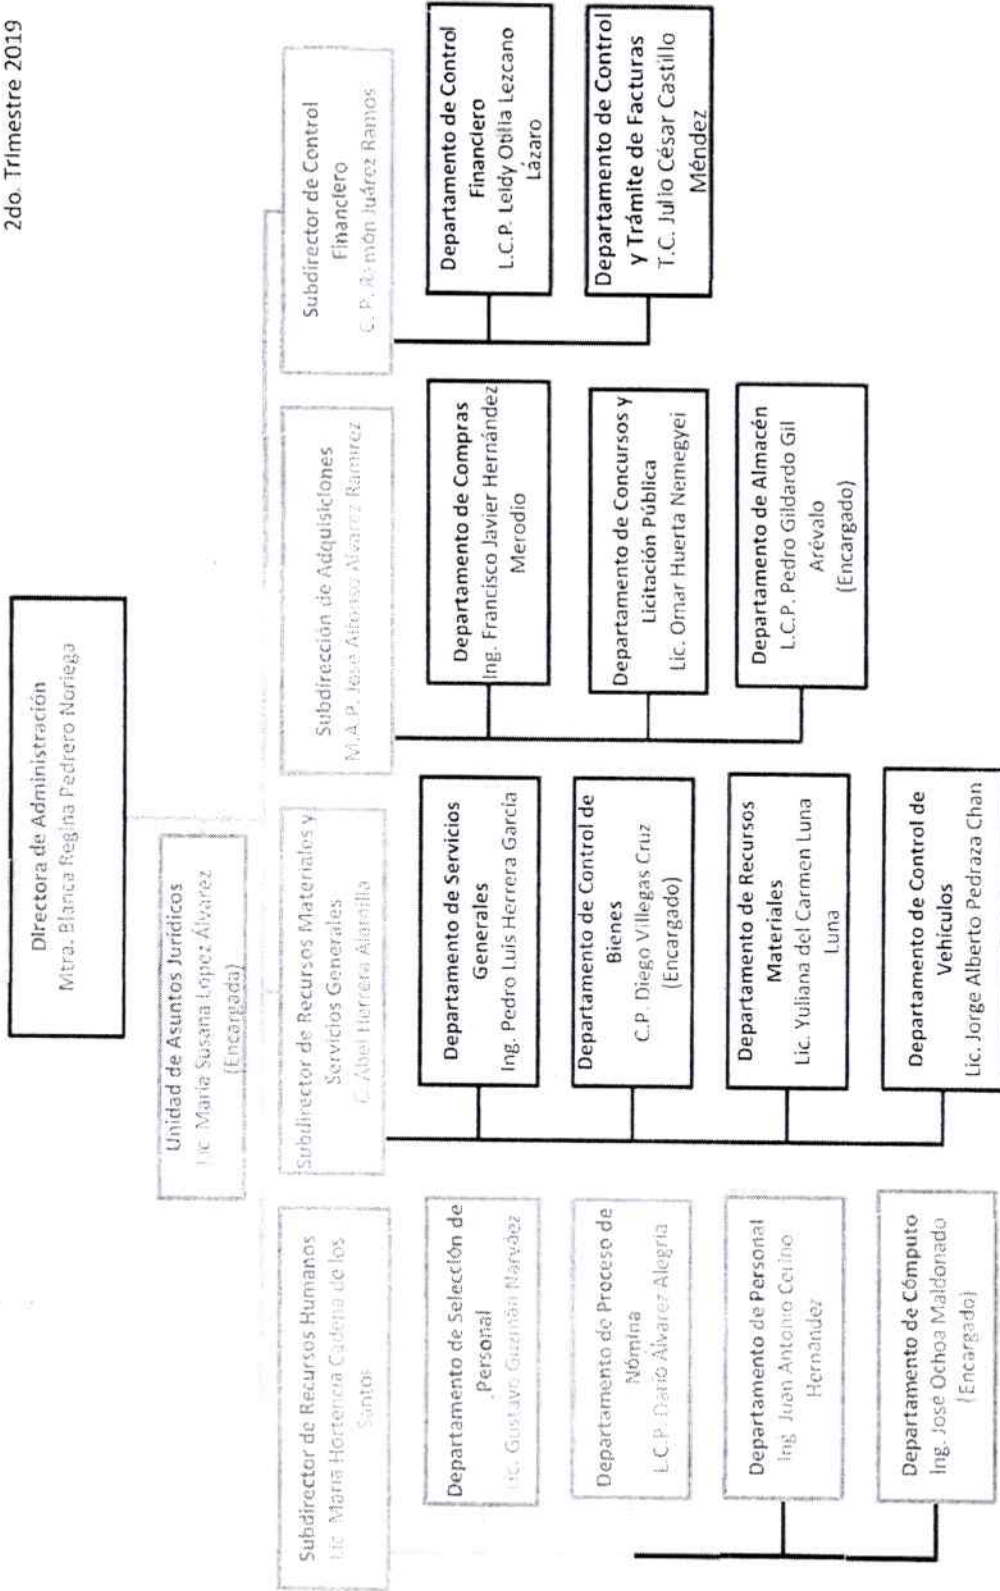 2do. Trimestre 2019
Directora de Administración
Mtra. Blanca Regina Pedrero Noriega
Unidad de Asuntos Jurídicos
Lic María Susana López Álvarez
(Encargada)
Subdirector de Recursos Humanos
Lic María Hortencia Cadena de los
Santos
Departamento de Selección de
Personal
Lic. Gustavo Guzmán Narváez
Departamento de Proceso de
Nómina
L.C.P. Darío Álvarez Alegría
Departamento de Personal
Ing. Juan Antonio Cerino
Hernández
Departamento de Cómputo
Ing. Jose Ochoa Maldonado
(Encargado)
Subdirector de Recursos Materiales y
Servicios Generales
C. Abel Herrera Alamilla
Departamento de Servicios
Generales
Ing. Pedro Luis Herrera García
Departamento de Control de
Bienes
C.P. Diego Villegas Cruz
(Encargado)
Departamento de Recursos
Materiales
Lic. Yuliana del Carmen Luna
Luna
Departamento de Control de
Vehículos
Lic. Jorge Alberto Pedraza Chan
Subdirección de Adquisiciones
M.A.P. José Alfonso Alvarez Ramírez
Departamento de Compras
Ing. Francisco Javier Hernández
Merodio
Departamento de Concursos y
Licitación Pública
Lic. Omar Huerta Nemegyei
Departamento de Almacén
L.C.P. Pedro Gildardo Gil
Arévalo
(Encargado)
Subdirector de Control
Financiero
C.P. Ramón Juárez Ramos
Departamento de Control
Financiero
L.C.P. Leidy Otilia Lezcano
Lázaro
Departamento de Control
y Trámite de Facturas
T.C. Julio César Castillo
Méndez